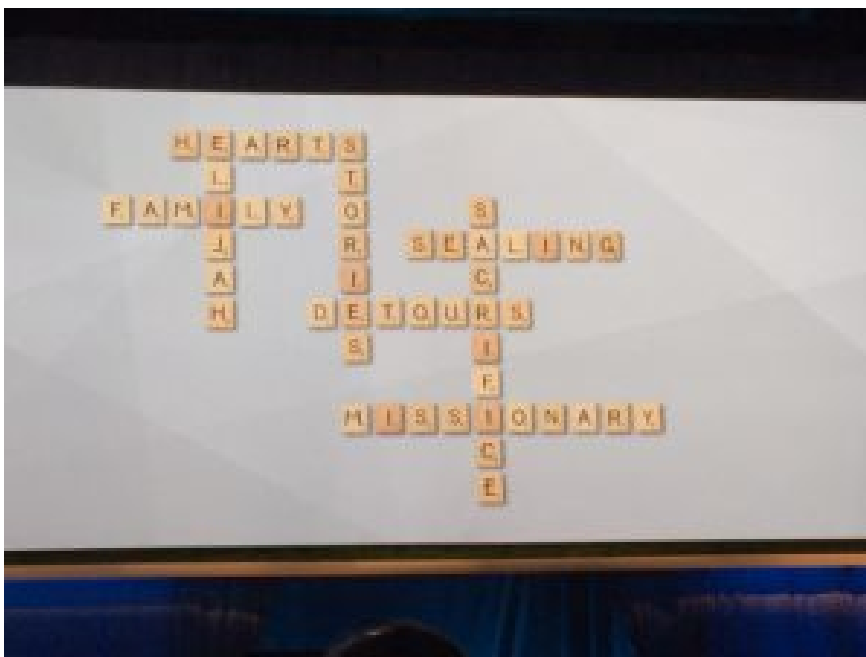 HEARTS
ELIJAH
STORIES
FAMILY
SACRIFICE
SEALING
DETOURS
MISSIONARY